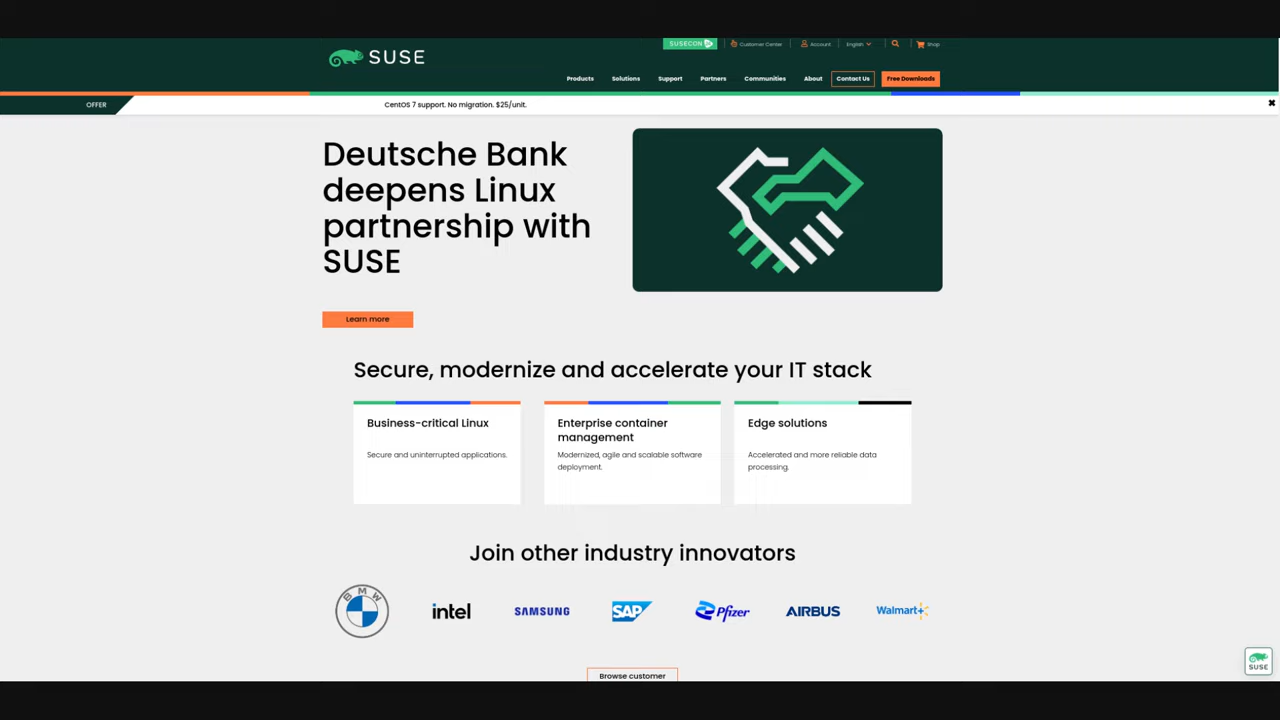 SUSECON
Customer Center
Account
English
Shop
SUSE
Products
Solutions
Support
Partners
Communities
About
Contact Us
Free Downloads
OFFER
CentOS 7 support. No migration. $25/unit.
Deutsche Bank
deepens Linux
partnership with
SUSE
Learn more
Secure, modernize and accelerate your IT stack
Business-critical Linux
Secure and uninterrupted applications.
Enterprise container
management
Modernized, agile and scalable software
deployment.
Edge solutions
Accelerated and more reliable data
processing.
Join other industry innovators
BMW
intel
SAMSUNG
SAP
Pfizer
AIRBUS
Walmart+
Browse customer
SUSE